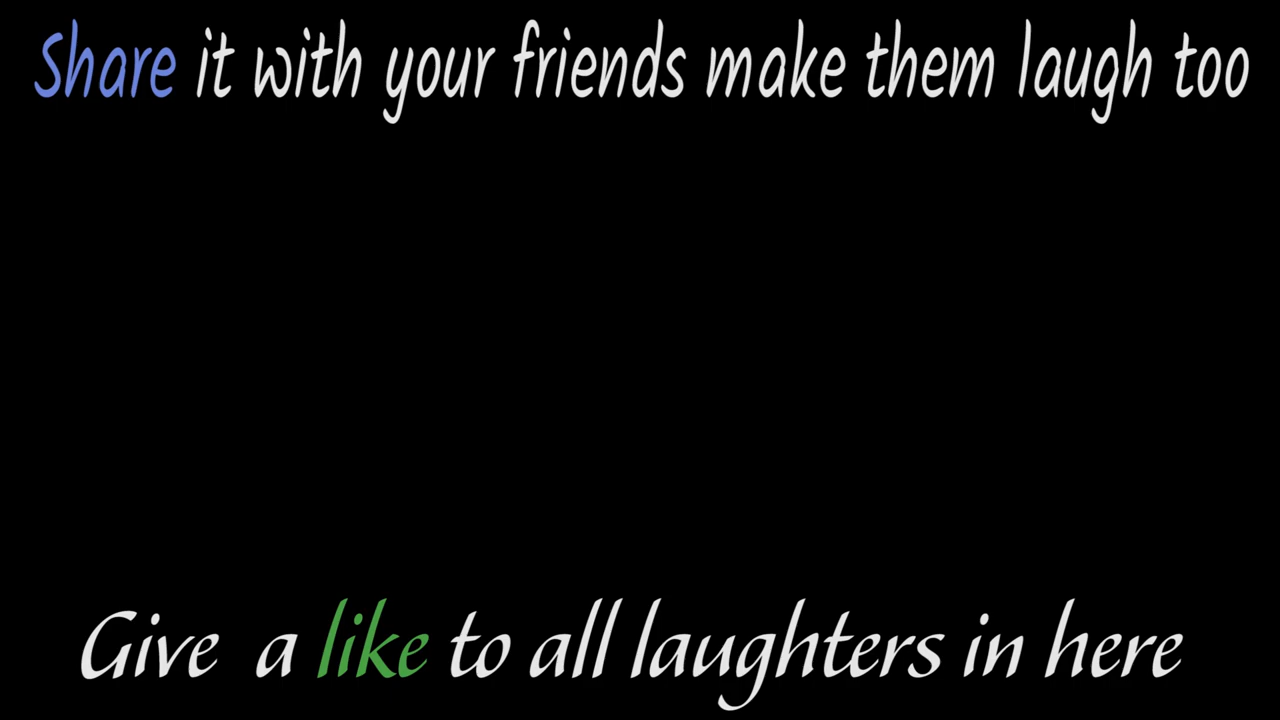 Share it with your friends make them laugh too
Give a like to all laughters in here